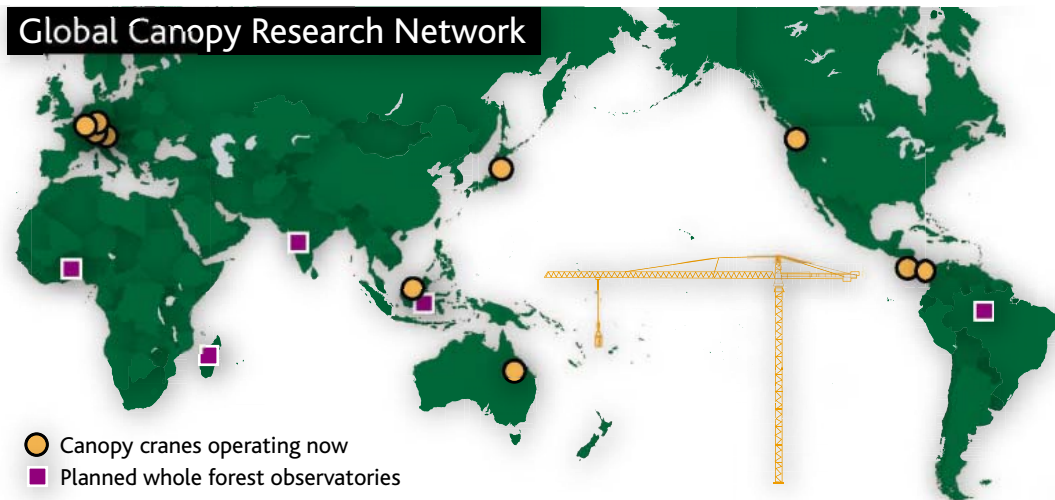 Global Canopy Research Network
Canopy cranes operating now
Planned whole forest observatories